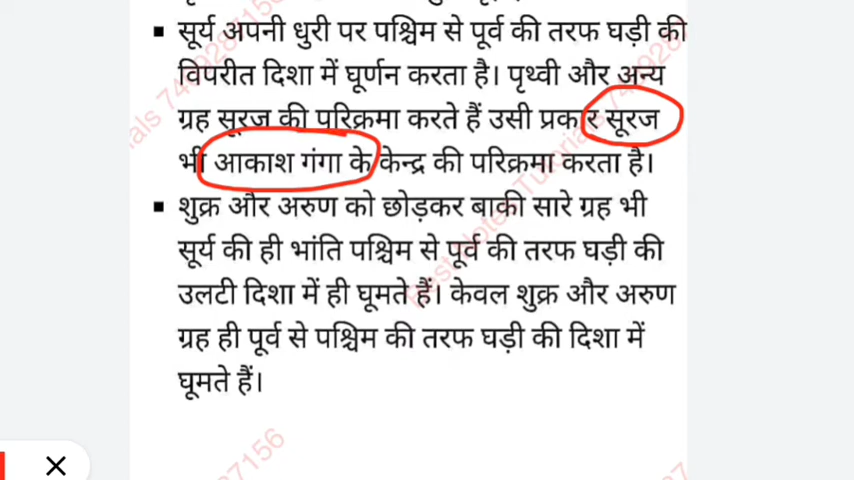 ▪ सूर्य अपनी धुरी पर पश्चिम से पूर्व की तरफ घड़ी की
विपरीत दिशा में घूर्णन करता है। पृथ्वी और अन्य
ग्रह सूरज की परिक्रमा करते हैं उसी प्रकार सूरज
भी आकाश गंगा के केन्द्र की परिक्रमा करता है।
▪ शुक्र और अरुण को छोड़कर बाकी सारे ग्रह भी
सूर्य की ही भांति पश्चिम से पूर्व की तरफ घड़ी की
उलटी दिशा में ही घूमते हैं। केवल शुक्र और अरुण
ग्रह ही पूर्व से पश्चिम की तरफ घड़ी की दिशा में
घूमते हैं।